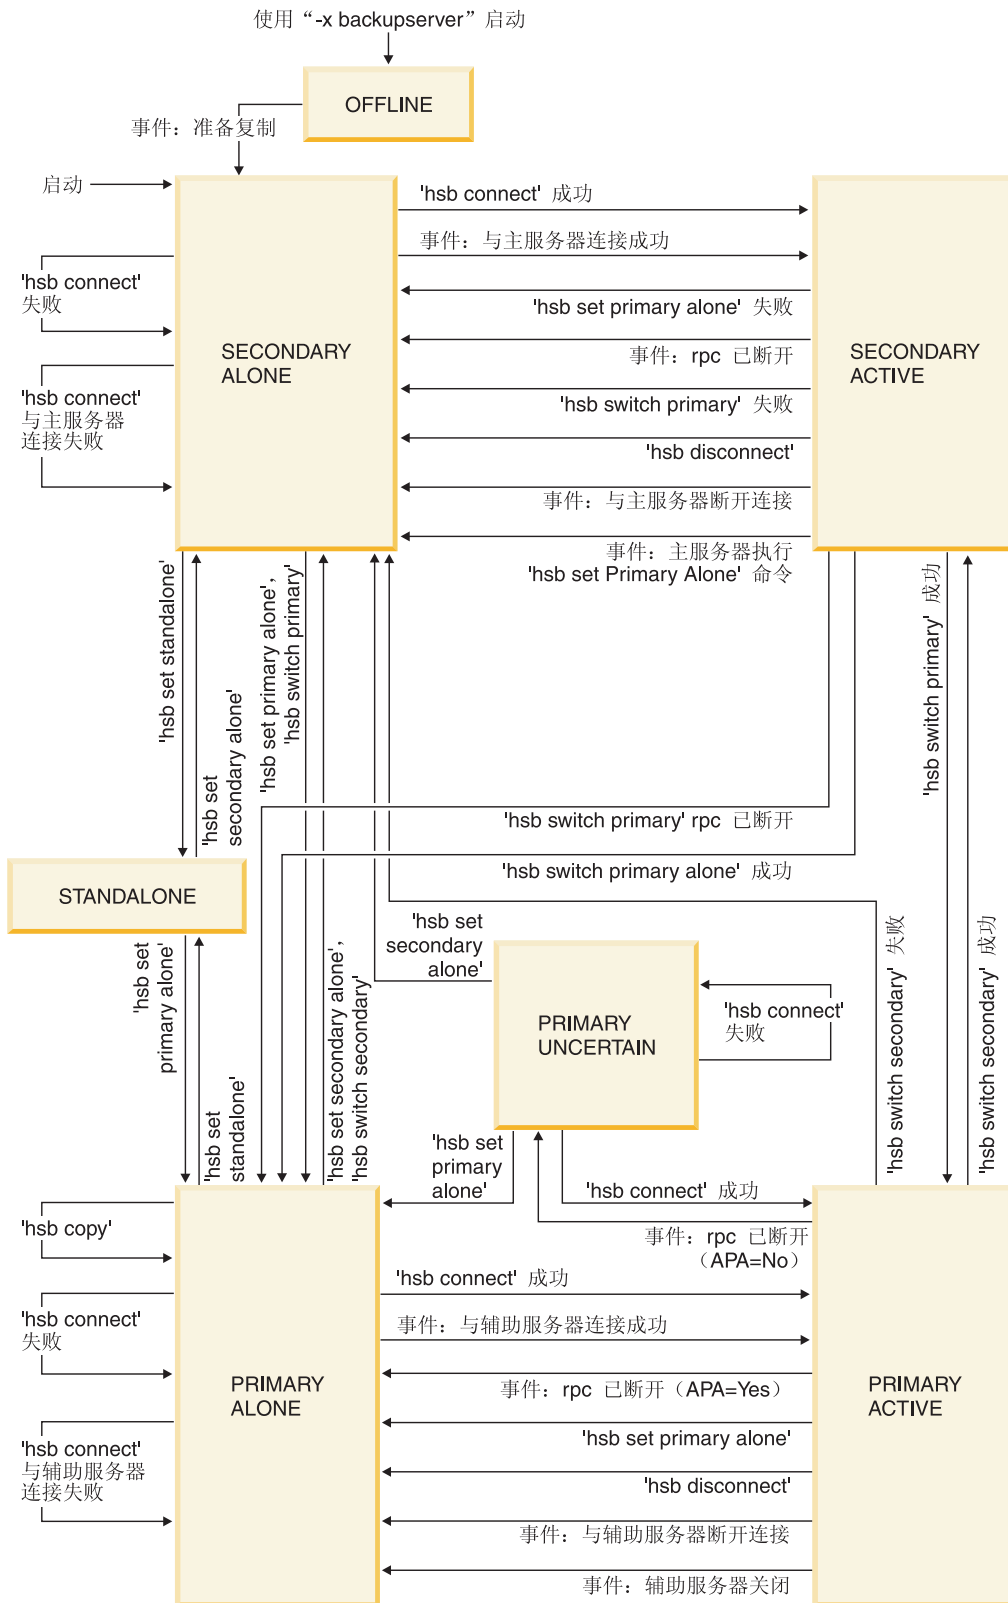 使用“-x backupserver”启动
OFFLINE
事件：准备复制
启动
'hsb connect' 成功
事件：与主服务器连接成功
'hsb connect'
失败
'hsb set primary alone' 失败
SECONDARY
ALONE
事件：rpc 已断开
SECONDARY
ACTIVE
'hsb connect'
与主服务器
连接失败
'hsb switch primary' 失败
'hsb disconnect'
事件：与主服务器断开连接
事件：主服务器执行
'hsb set Primary Alone' 命令
'hsb set standalone'
'hsb set
secondary alone'
'hsb set primary alone'，
'hsb switch primary'
'hsb switch primary' 成功
'hsb switch primary' rpc 已断开
'hsb switch primary alone' 成功
STANDALONE
'hsb set
primary alone'
'hsb set
standalone'
'hsb set secondary alone'，
'hsb switch secondary'
'hsb set
secondary
alone'
PRIMARY
UNCERTAIN
'hsb connect'
失败
'hsb switch secondary' 失败
'hsb switch secondary' 成功
'hsb set
primary
alone'
'hsb connect' 成功
事件：rpc 已断开
（APA=No）
'hsb copy'
'hsb connect' 成功
'hsb connect'
失败
事件：与辅助服务器连接成功
PRIMARY
ALONE
事件：rpc 已断开（APA=Yes）
PRIMARY
ACTIVE
'hsb set primary alone'
'hsb connect'
与辅助服务器
连接失败
'hsb disconnect'
事件：与辅助服务器断开连接
事件：辅助服务器关闭